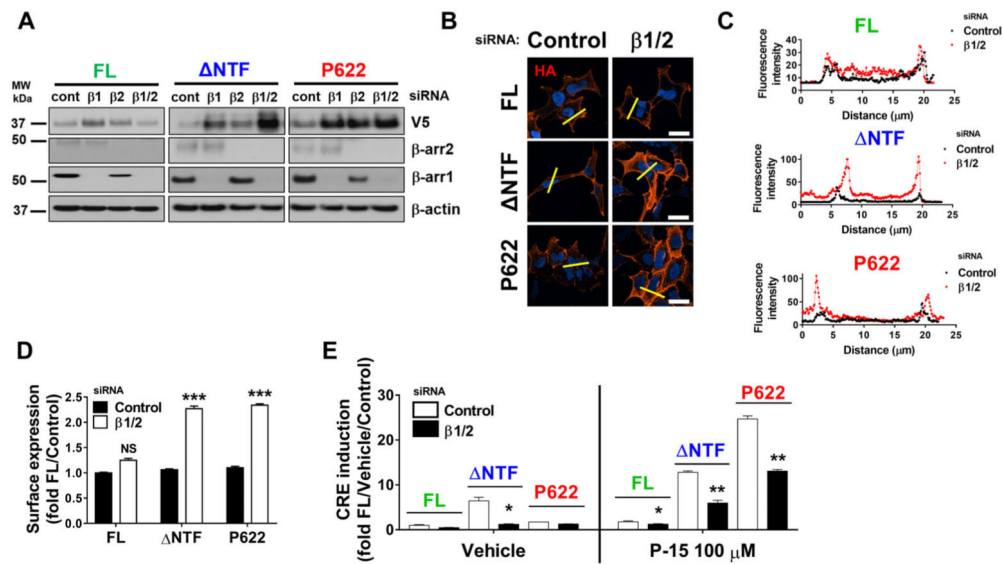 A
FL ΔNTF P622
MW
kDa
cont β1 β2 β1/2 cont β1 β2 β1/2 cont β1 β2 β1/2 siRNA
37 V5
50 β-arr2
50 β-arr1
37 β-actin
B
siRNA: Control β1/2
HA
FL
ΔNTF
P622
C
FL
siRNA
Control
β1/2
Fluorescence
intensity
40
30
20
10
0
0 5 10 15 20 25
Distance (μm)
ΔNTF
siRNA
Control
β1/2
Fluorescence
intensity
100
50
0
0 5 10 15 20 25
Distance (μm)
P622
siRNA
Control
β1/2
Fluorescence
intensity
100
50
0
0 5 10 15 20 25
Distance (μm)
D
siRNA
Control
β1/2
Surface expression
(fold FL/Control)
2.5
2.0
1.5
1.0
0.5
0.0
NS *** ***
FL ΔNTF P622
E
siRNA
Control
β1/2
CRE induction
(fold FL/Vehicle/Control)
30
20
10
0
FL ΔNTF P622
*
FL ΔNTF P622
* ** **
Vehicle P-15 100 μM